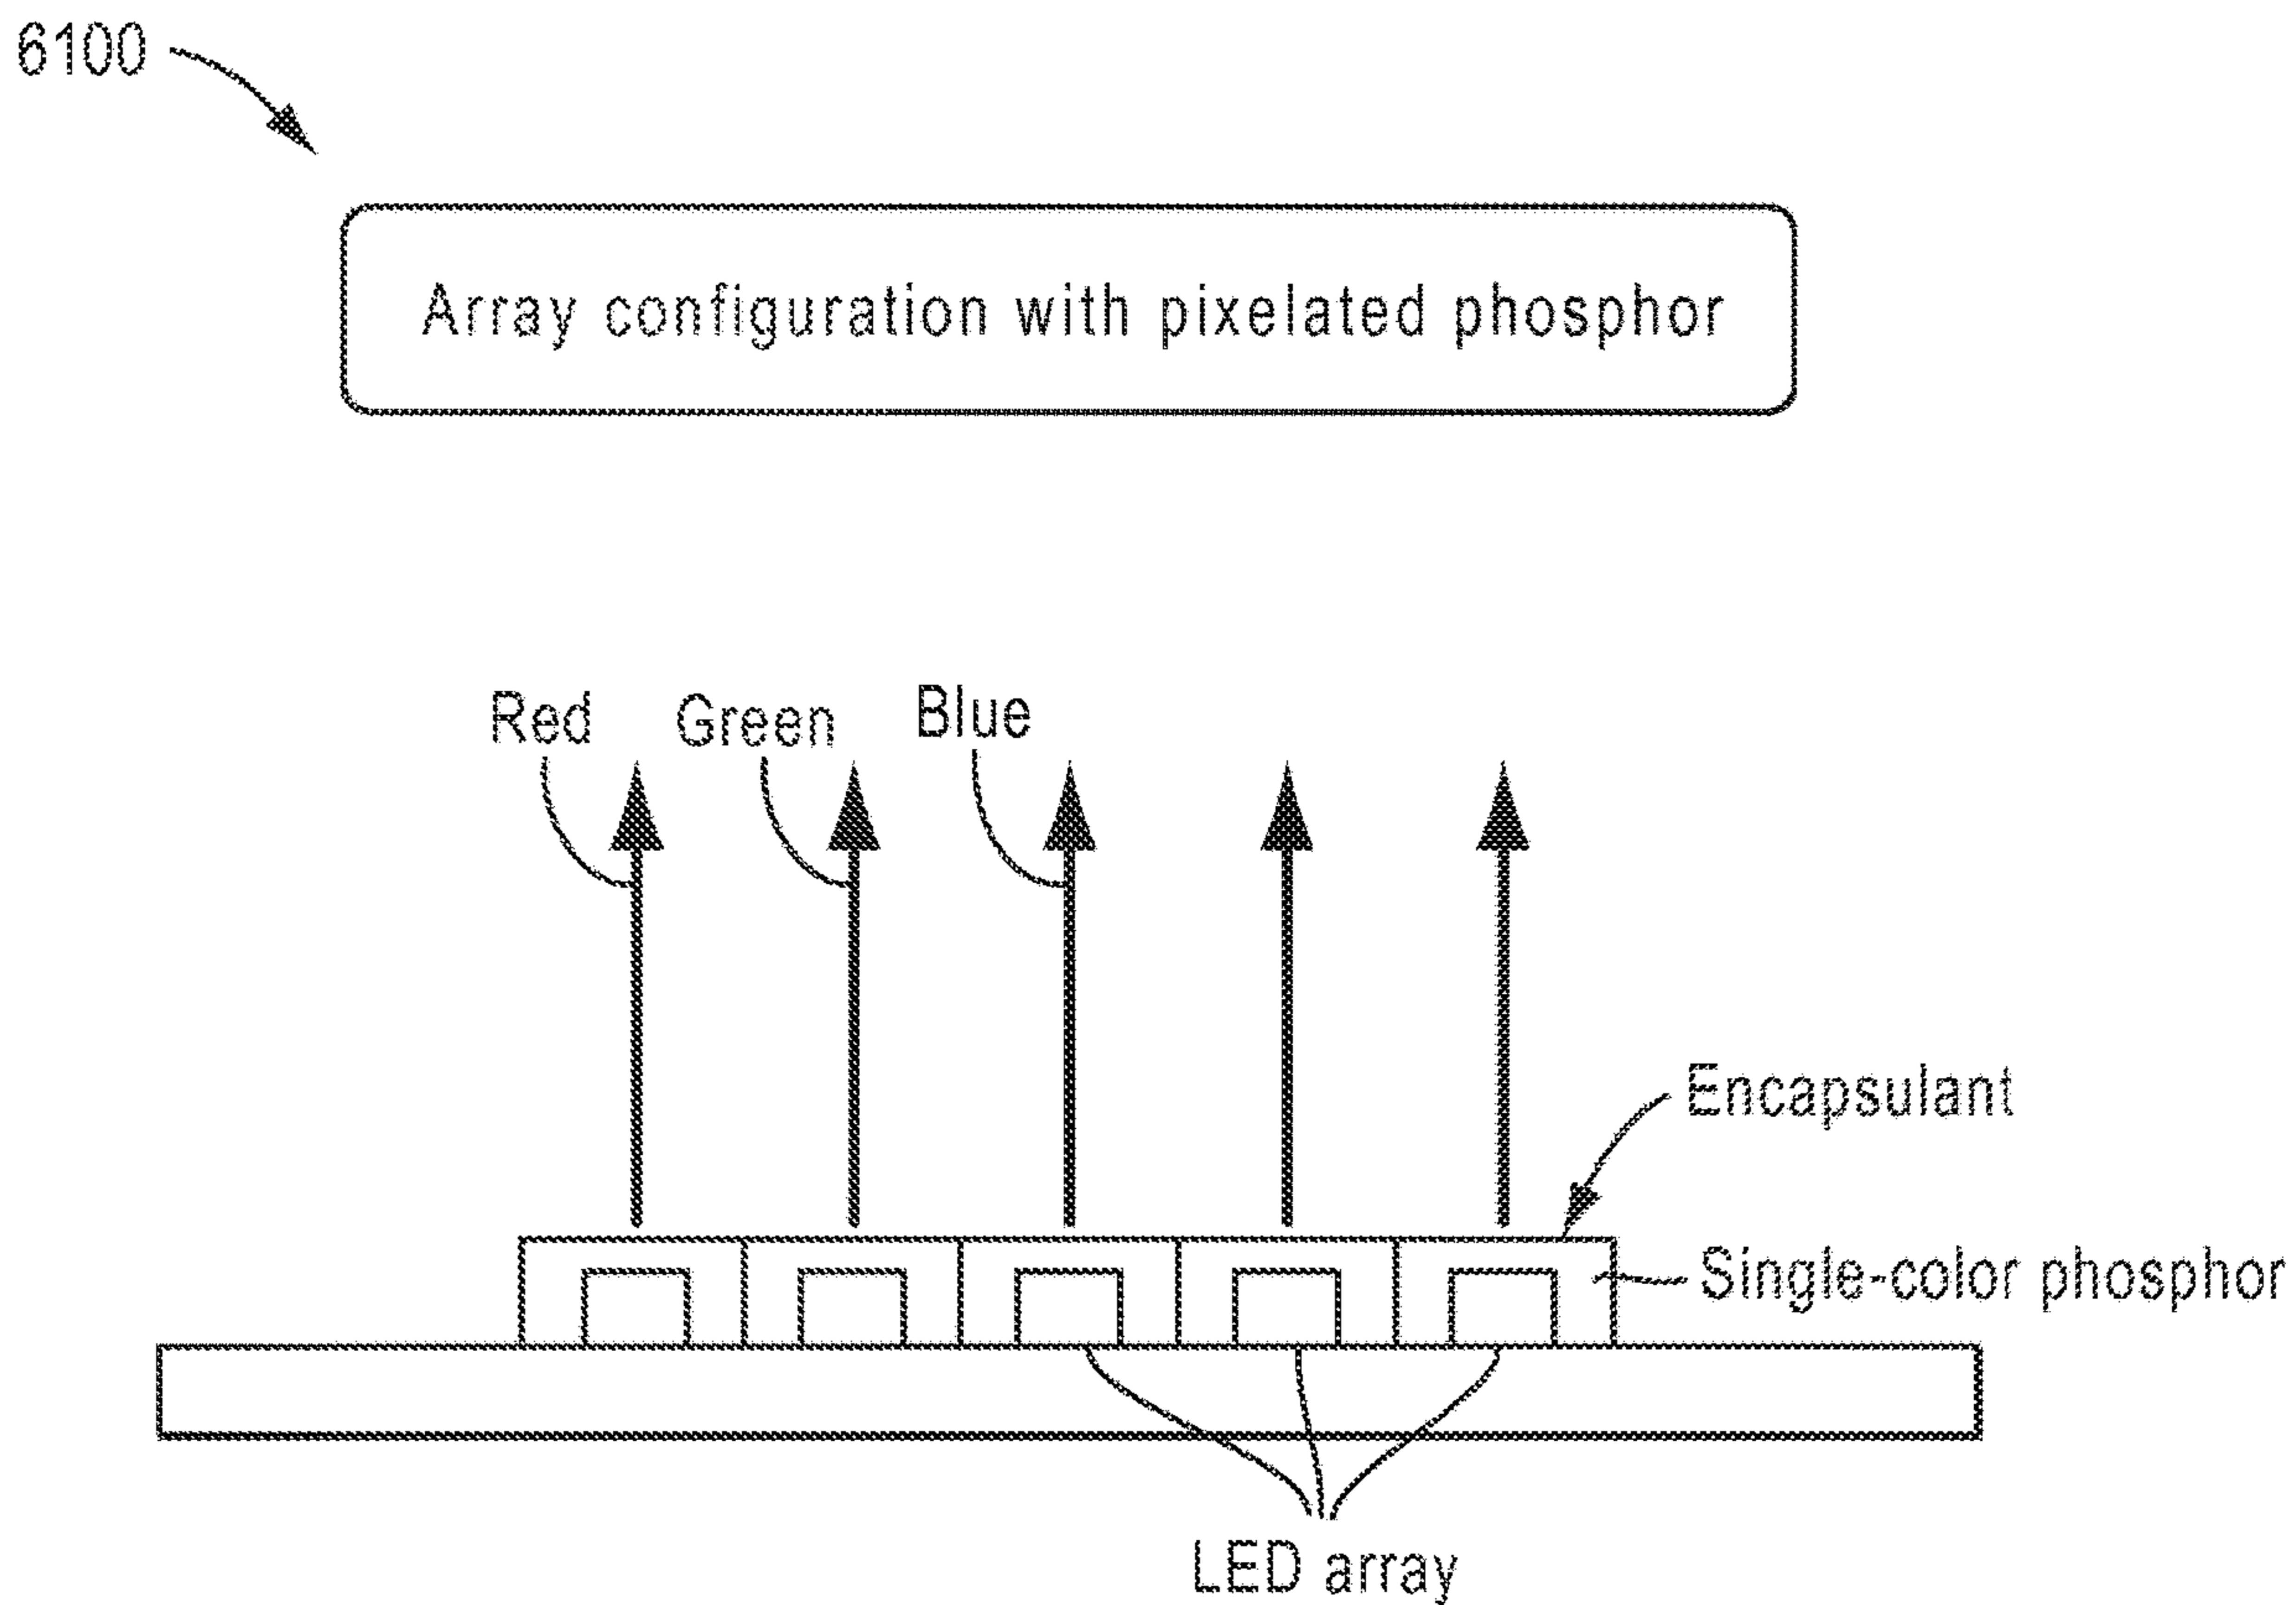 6100
Array configuration with pixelated phosphor
Red
Green
Blue
Encapsulant
Single-color phosphor
LED array